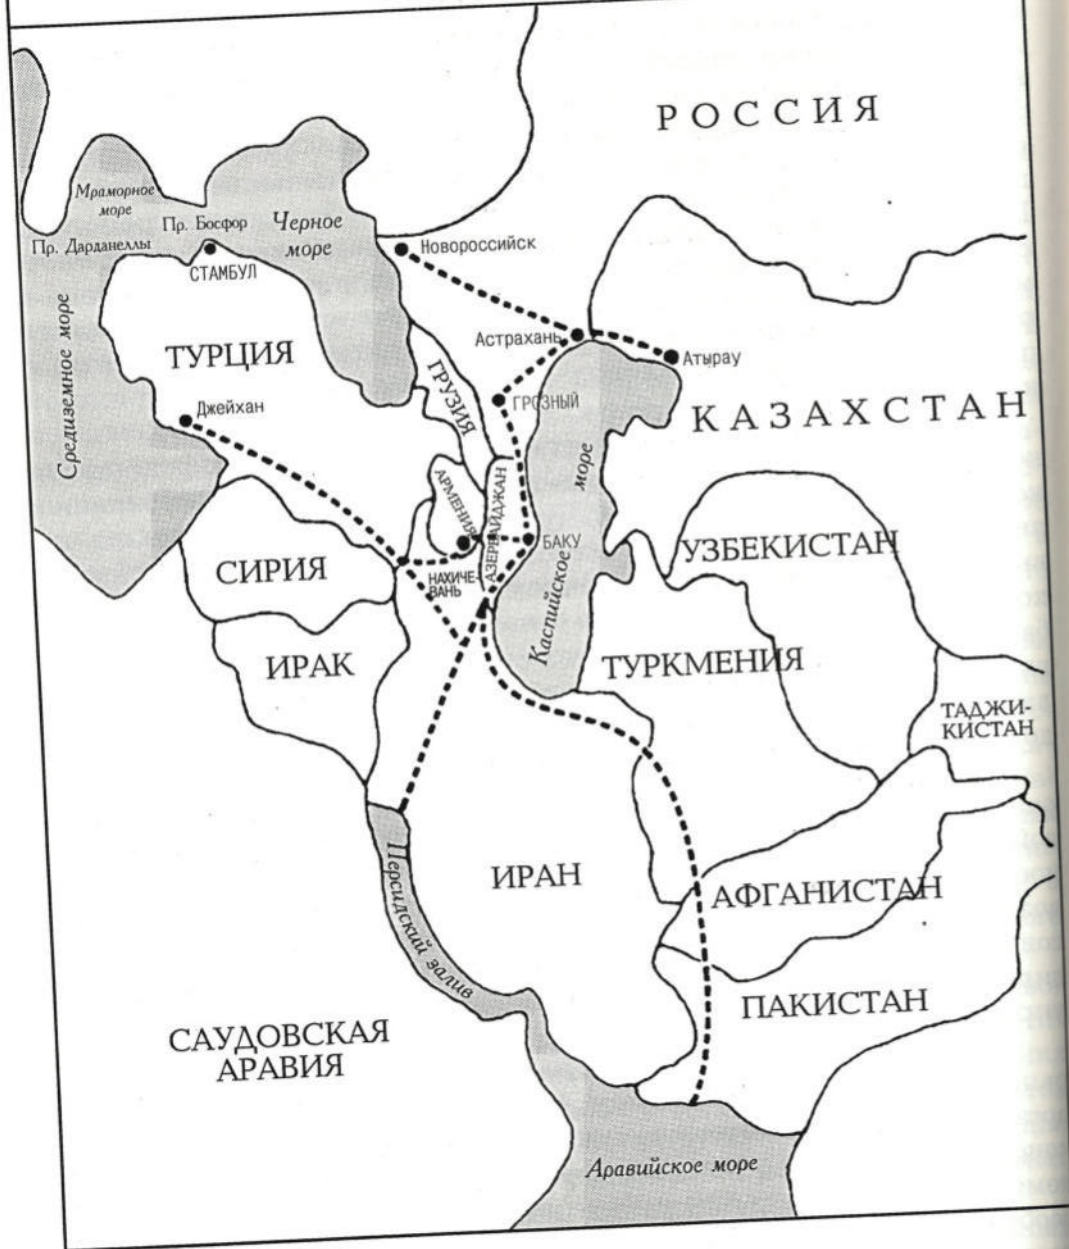 РОССИЯ
Мраморное
море
Пр. Босфор
Черное
море
Пр. Дарданеллы
СТАМБУЛ
Новороссийск
Средиземное море
Астрахань
Атырау
ТУРЦИЯ
ГРУЗИЯ
Джейхан
ГРОЗНЫЙ
КАЗАХСТАН
АРМЕНИЯ
АЗЕРБАЙДЖАН
БАКУ
Каспийское море
УЗБЕКИСТАН
СИРИЯ
НАХИЧЕ-
ВАНЬ
ИРАК
ТУРКМЕНИЯ
ТАДЖИ-
КИСТАН
ИРАН
Персидский залив
АФГАНИСТАН
ПАКИСТАН
САУДОВСКАЯ
АРАВИЯ
Аравийское море